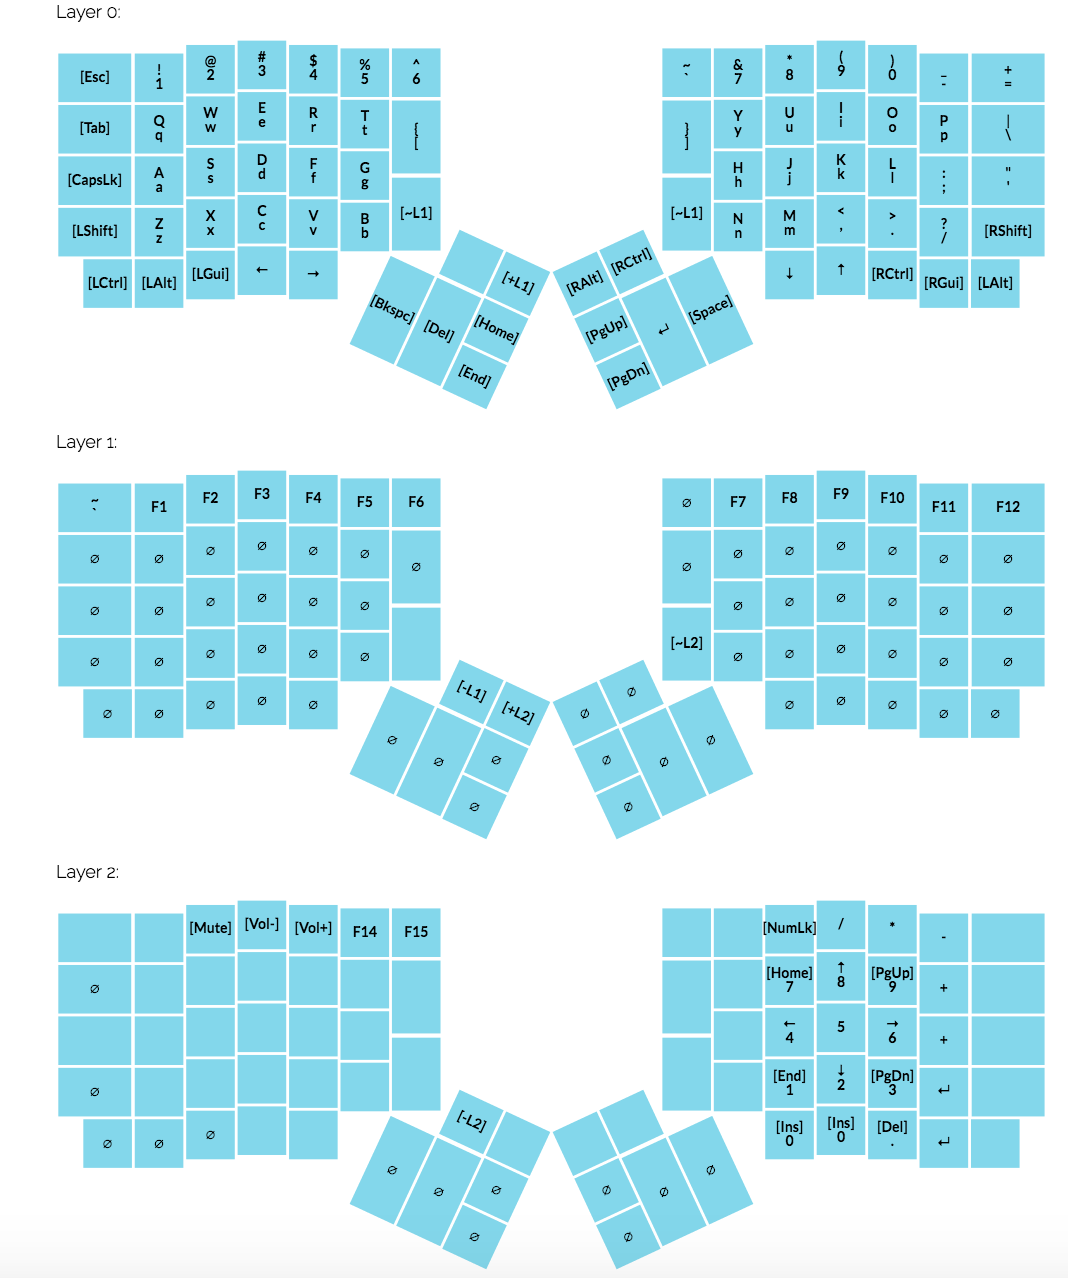 Layer 0:
[Esc] ! 1 @ 2 # 3 $ 4 % 5 ^ 6 ~ ` & 7 * 8 ( 9 ) 0 _ - + =
[Tab] Q q W w E e R r T t { [ } ] Y y U u I i O o P p | \
[CapsLk] A a S s D d F f G g H h J j K k L l : ; " '
[LShift] Z z X x C c V v B b [~L1] [~L1] N n M m < , > . ? / [RShift]
[LCtrl] [LAlt] [LGui] ← → ↓ ↑ [RCtrl] [RGui] [LAlt]
[+L1] [RAlt] [RCtrl]
[Bkspc] [Del] [Home] [PgUp] ↵ [Space]
[End] [PgDn]
Layer 1:
~ ` F1 F2 F3 F4 F5 F6 ∅ F7 F8 F9 F10 F11 F12
∅ ∅ ∅ ∅ ∅ ∅ ∅ ∅ ∅ ∅ ∅ ∅ ∅ ∅
∅ ∅ ∅ ∅ ∅ ∅ ∅ ∅ ∅ ∅ ∅ ∅
∅ ∅ ∅ ∅ ∅ ∅ [~L2] ∅ ∅ ∅ ∅ ∅ ∅
∅ ∅ ∅ ∅ ∅ ∅ ∅ ∅ ∅ ∅
[-L1] [+L2] ∅ ∅
∅ ∅ ∅ ∅ ∅ ∅
∅ ∅
Layer 2:
[Mute] [Vol-] [Vol+] F14 F15 [NumLk] / * -
∅ [Home] 7 ↑ 8 [PgUp] 9 +
← 4 5 → 6 +
∅ [End] 1 ↓ 2 [PgDn] 3 ↵
∅ ∅ ∅ [Ins] 0 [Ins] 0 [Del] . ↵
[-L2]
∅ ∅ ∅ ∅ ∅ ∅
∅ ∅